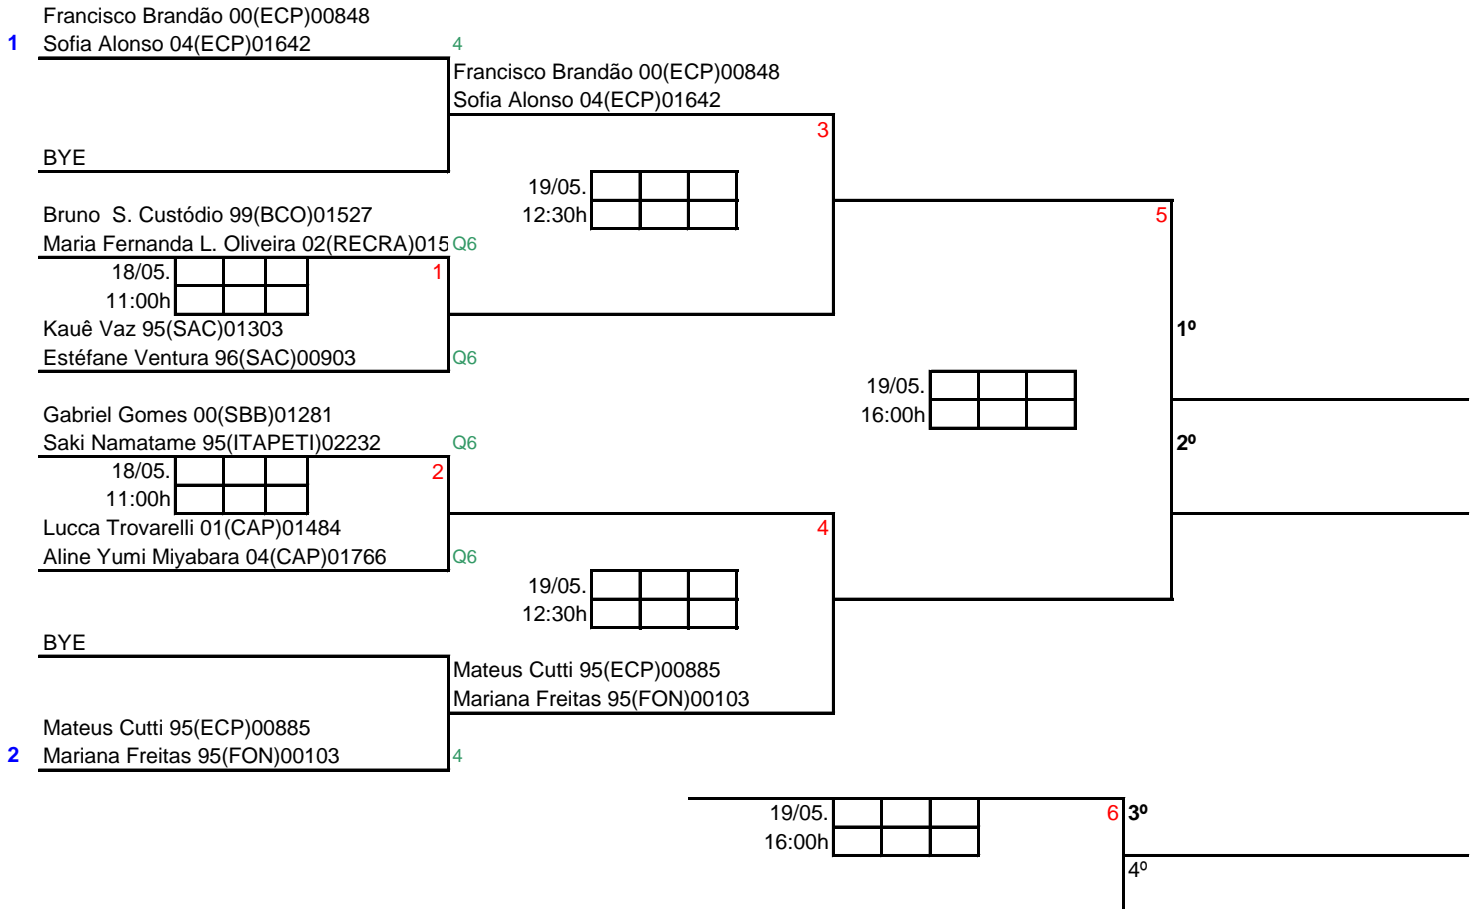 Francisco Brandão 00(ECP)00848
1 Sofia Alonso 04(ECP)01642 4
Francisco Brandão 00(ECP)00848
Sofia Alonso 04(ECP)01642
3
BYE
19/05.
12:30h
Bruno  S. Custódio 99(BCO)01527
Maria Fernanda L. Oliveira 02(RECRA)015 Q6
5
18/05. 1
11:00h
Kauê Vaz 95(SAC)01303
1º
Estéfane Ventura 96(SAC)00903 Q6
19/05.
16:00h
Gabriel Gomes 00(SBB)01281
Saki Namatame 95(ITAPETI)02232 Q6
2º
18/05. 2
11:00h
Lucca Trovarelli 01(CAP)01484
4
Aline Yumi Miyabara 04(CAP)01766 Q6
19/05.
12:30h
BYE
Mateus Cutti 95(ECP)00885
Mariana Freitas 95(FON)00103
Mateus Cutti 95(ECP)00885
2 Mariana Freitas 95(FON)00103 4
19/05. 6 3º
16:00h
4º